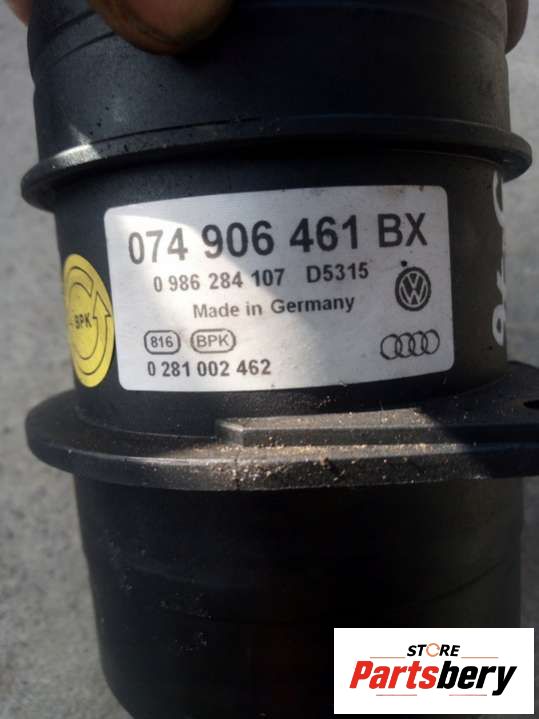 074 906 461 BX
0 986 284 107 D5315
Made in Germany
816 BPK
0 281 002 462
BPK
STORE
Partsbery